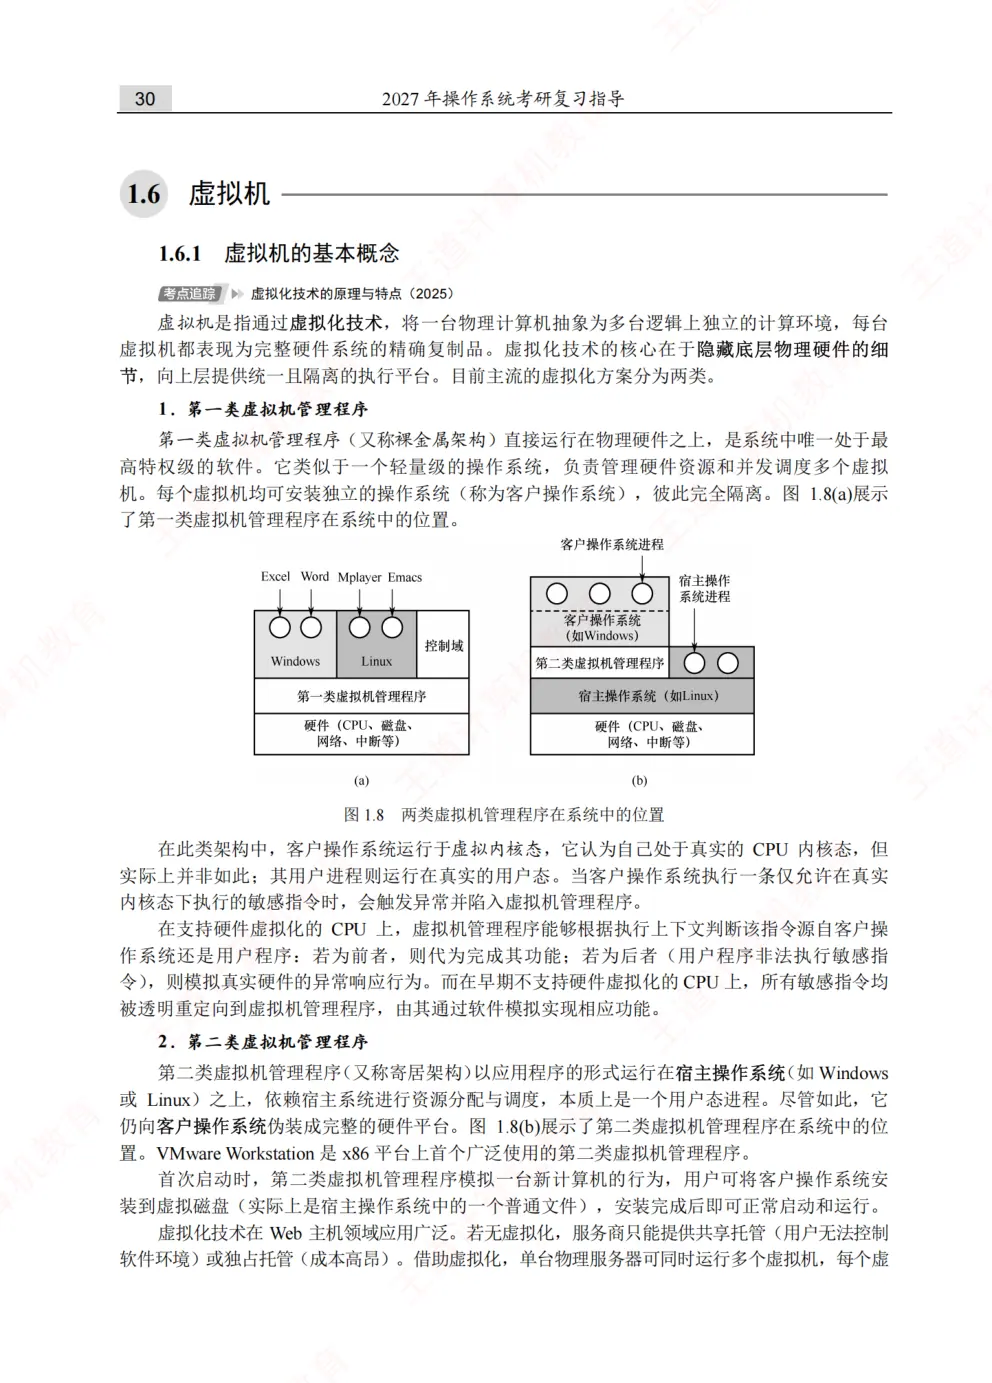 30
2027 年操作系统考研复习指导
1.6 虚拟机
1.6.1 虚拟机的基本概念
考点追踪 虚拟化技术的原理与特点（2025）
虚拟机是指通过虚拟化技术，将一台物理计算机抽象为多台逻辑上独立的计算环境，每台
虚拟机都表现为完整硬件系统的精确复制品。虚拟化技术的核心在于隐藏底层物理硬件的细
节，向上层提供统一且隔离的执行平台。目前主流的虚拟化方案分为两类。
1．第一类虚拟机管理程序
第一类虚拟机管理程序（又称裸金属架构）直接运行在物理硬件之上，是系统中唯一处于最
高特权级的软件。它类似于一个轻量级的操作系统，负责管理硬件资源和并发调度多个虚拟
机。每个虚拟机均可安装独立的操作系统（称为客户操作系统），彼此完全隔离。图 1.8(a)展示
了第一类虚拟机管理程序在系统中的位置。
Excel Word Mplayer Emacs
Windows
Linux
控制域
第一类虚拟机管理程序
硬件（CPU、磁盘、
网络、中断等）
(a)
客户操作系统进程
宿主操作
系统进程
客户操作系统
（如Windows）
第二类虚拟机管理程序
宿主操作系统（如Linux）
硬件（CPU、磁盘、
网络、中断等）
(b)
图 1.8 两类虚拟机管理程序在系统中的位置
在此类架构中，客户操作系统运行于虚拟内核态，它认为自己处于真实的 CPU 内核态，但
实际上并非如此；其用户进程则运行在真实的用户态。当客户操作系统执行一条仅允许在真实
内核态下执行的敏感指令时，会触发异常并陷入虚拟机管理程序。
在支持硬件虚拟化的 CPU 上，虚拟机管理程序能够根据执行上下文判断该指令源自客户操
作系统还是用户程序：若为前者，则代为完成其功能；若为后者（用户程序非法执行敏感指
令），则模拟真实硬件的异常响应行为。而在早期不支持硬件虚拟化的 CPU 上，所有敏感指令均
被透明重定向到虚拟机管理程序，由其通过软件模拟实现相应功能。
2．第二类虚拟机管理程序
第二类虚拟机管理程序（又称寄居架构）以应用程序的形式运行在宿主操作系统（如 Windows
或 Linux）之上，依赖宿主系统进行资源分配与调度，本质上是一个用户态进程。尽管如此，它
仍向客户操作系统伪装成完整的硬件平台。图 1.8(b)展示了第二类虚拟机管理程序在系统中的位
置。VMware Workstation 是 x86 平台上首个广泛使用的第二类虚拟机管理程序。
首次启动时，第二类虚拟机管理程序模拟一台新计算机的行为，用户可将客户操作系统安
装到虚拟磁盘（实际上是宿主操作系统中的一个普通文件），安装完成后即可正常启动和运行。
虚拟化技术在 Web 主机领域应用广泛。若无虚拟化，服务商只能提供共享托管（用户无法控制
软件环境）或独占托管（成本高昂）。借助虚拟化，单台物理服务器可同时运行多个虚拟机，每个虚
王道计算机教育